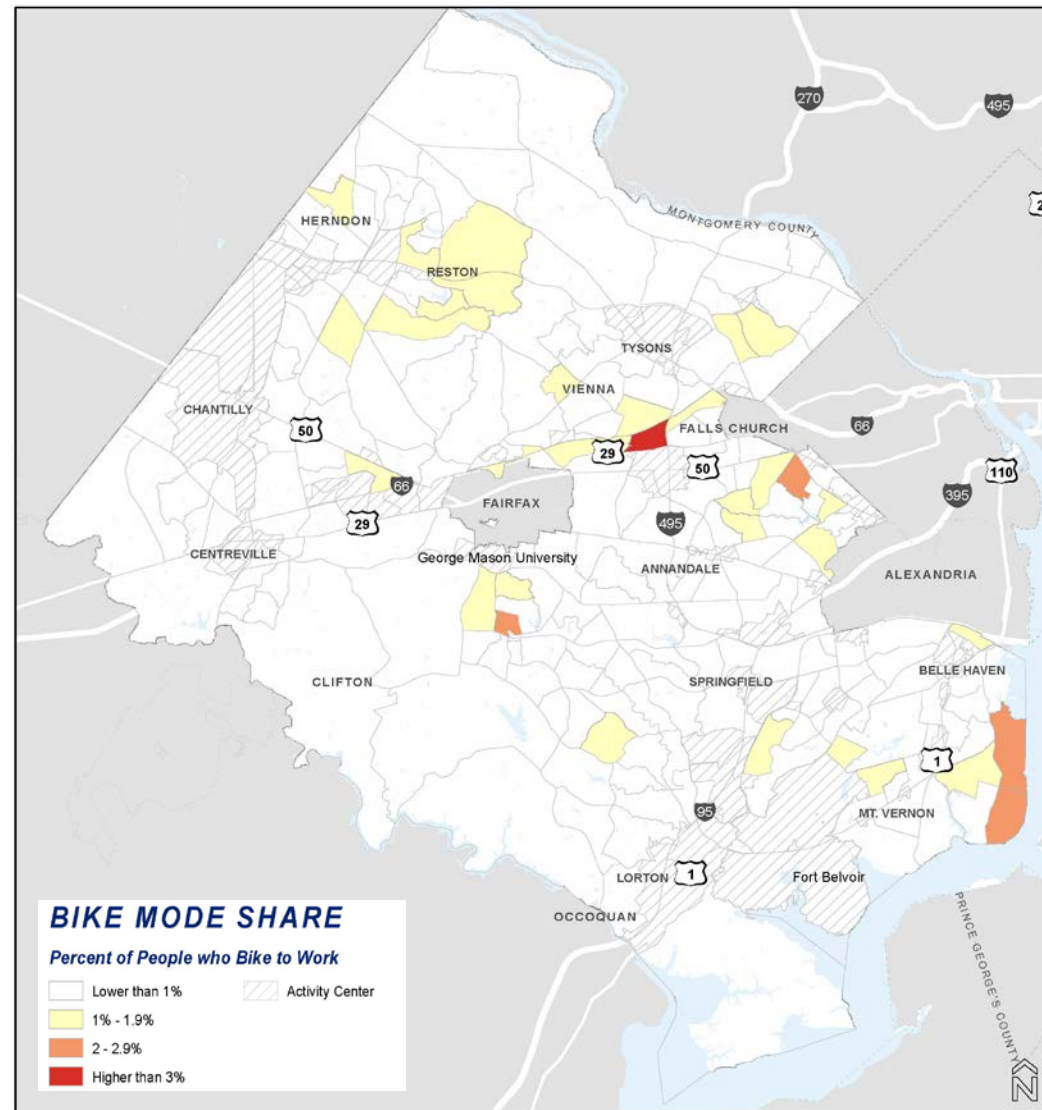 270
495
2
MONTGOMERY COUNTY
HERNDON
RESTON
TYSONS
VIENNA
CHANTILLY
50
FALLS CHURCH
66
29
50
110
66
395
FAIRFAX
29
495
CENTREVILLE
George Mason University
ANNANDALE
ALEXANDRIA
CLIFTON
SPRINGFIELD
BELLE HAVEN
1
95
MT. VERNON
LORTON
1
Fort Belvoir
OCCOQUAN
PRINCE GEORGE'S COUNTY
BIKE MODE SHARE
Percent of People who Bike to Work
Lower than 1%
Activity Center
1% - 1.9%
2 - 2.9%
Higher than 3%
N